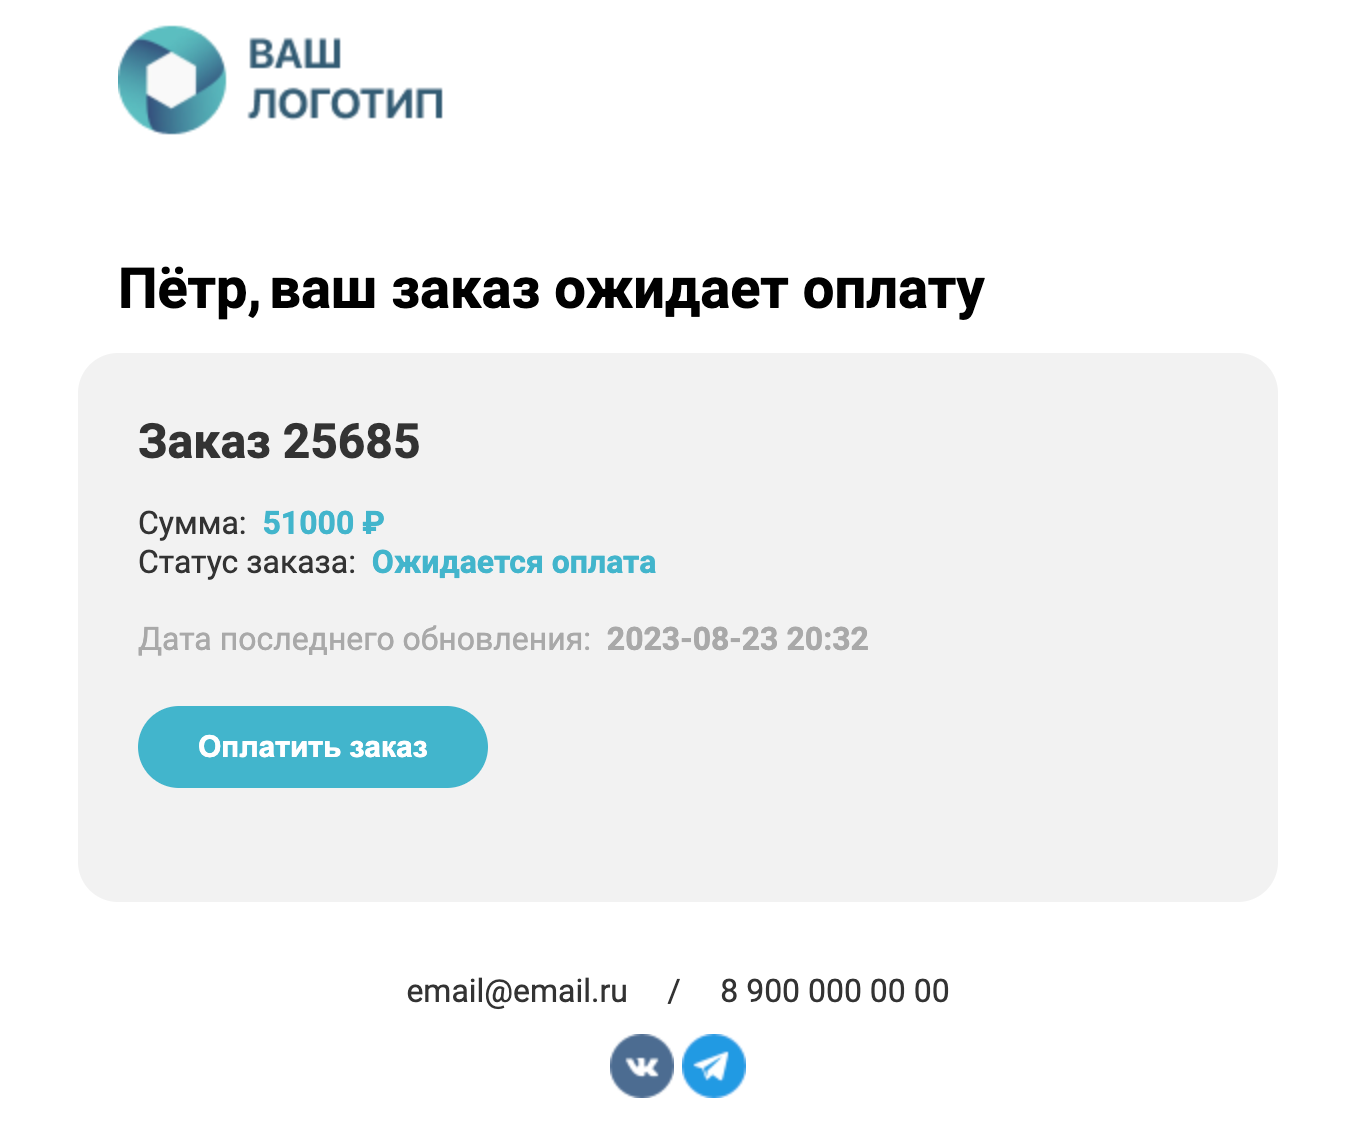 ВАШ
ЛОГОТИП
Пётр, ваш заказ ожидает оплату
Заказ 25685
Сумма: 51000 ₽
Статус заказа: Ожидается оплата
Дата последнего обновления: 2023-08-23 20:32
Оплатить заказ
email@email.ru / 8 900 000 00 00